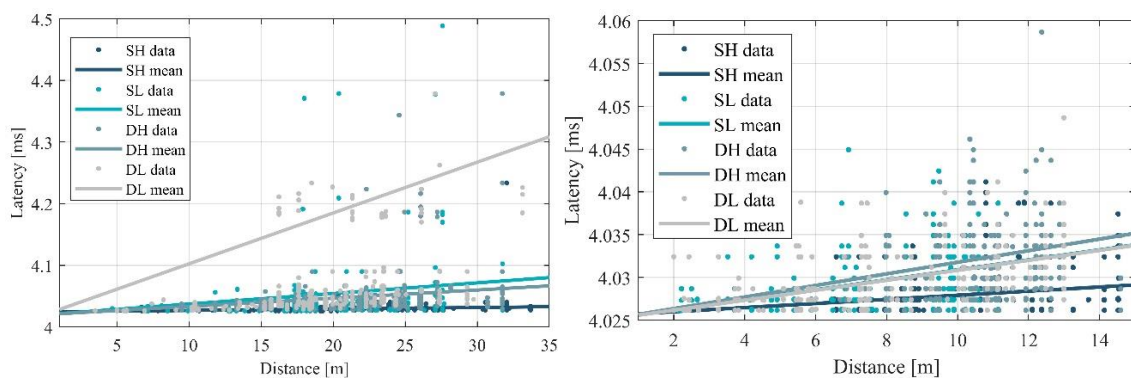 4.5
4.4
4.3
4.2
4.1
4
Latency [ms]
SH data
SH mean
SL data
SL mean
DH data
DH mean
DL data
DL mean
5 10 15 20 25 30 35
Distance [m]
4.06
4.055
4.05
4.045
4.04
4.035
4.03
4.025
Latency [ms]
SH data
SH mean
SL data
SL mean
DH data
DH mean
DL data
DL mean
2 4 6 8 10 12 14
Distance [m]